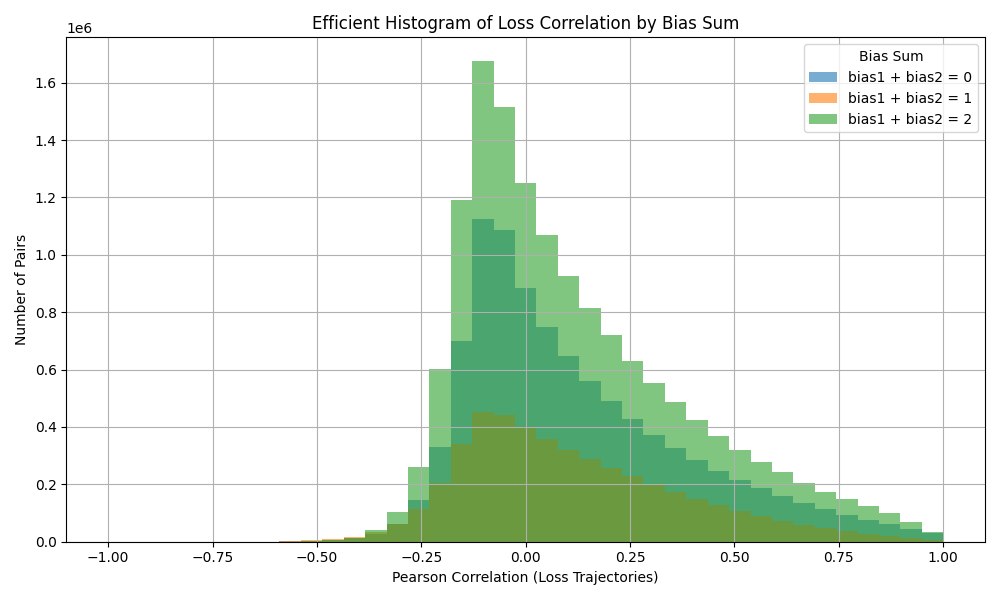 Efficient Histogram of Loss Correlation by Bias Sum
1e6
Bias Sum
bias1 + bias2 = 0
bias1 + bias2 = 1
bias1 + bias2 = 2
Number of Pairs
1.6
1.4
1.2
1.0
0.8
0.6
0.4
0.2
0.0
−1.00 −0.75 −0.50 −0.25 0.00 0.25 0.50 0.75 1.00
Pearson Correlation (Loss Trajectories)